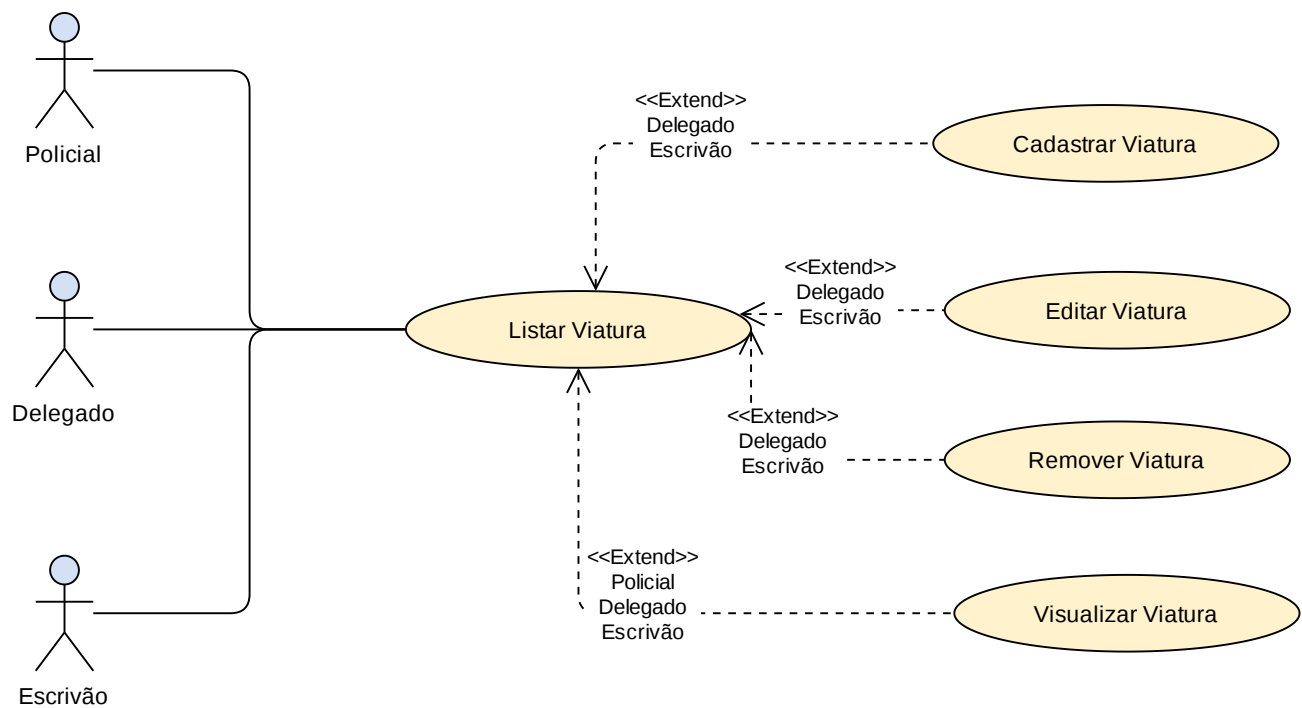 Policial
Delegado
Escrivão
Listar Viatura
<<Extend>>
Delegado
Escrivão
Cadastrar Viatura
<<Extend>>
Delegado
Escrivão
Editar Viatura
<<Extend>>
Delegado
Escrivão
Remover Viatura
<<Extend>>
Policial
Delegado
Escrivão
Visualizar Viatura